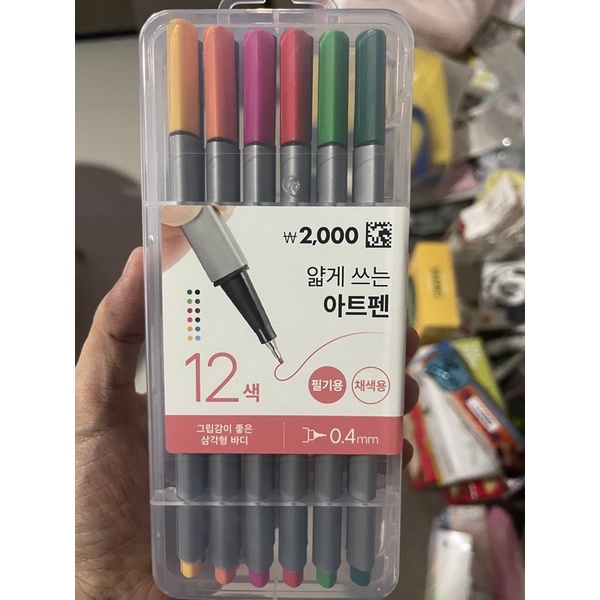 ₩2,000
얇게 쓰는
아트펜
12색
필기용
채색용
그립감이 좋은
삼각형 바디
0.4mm